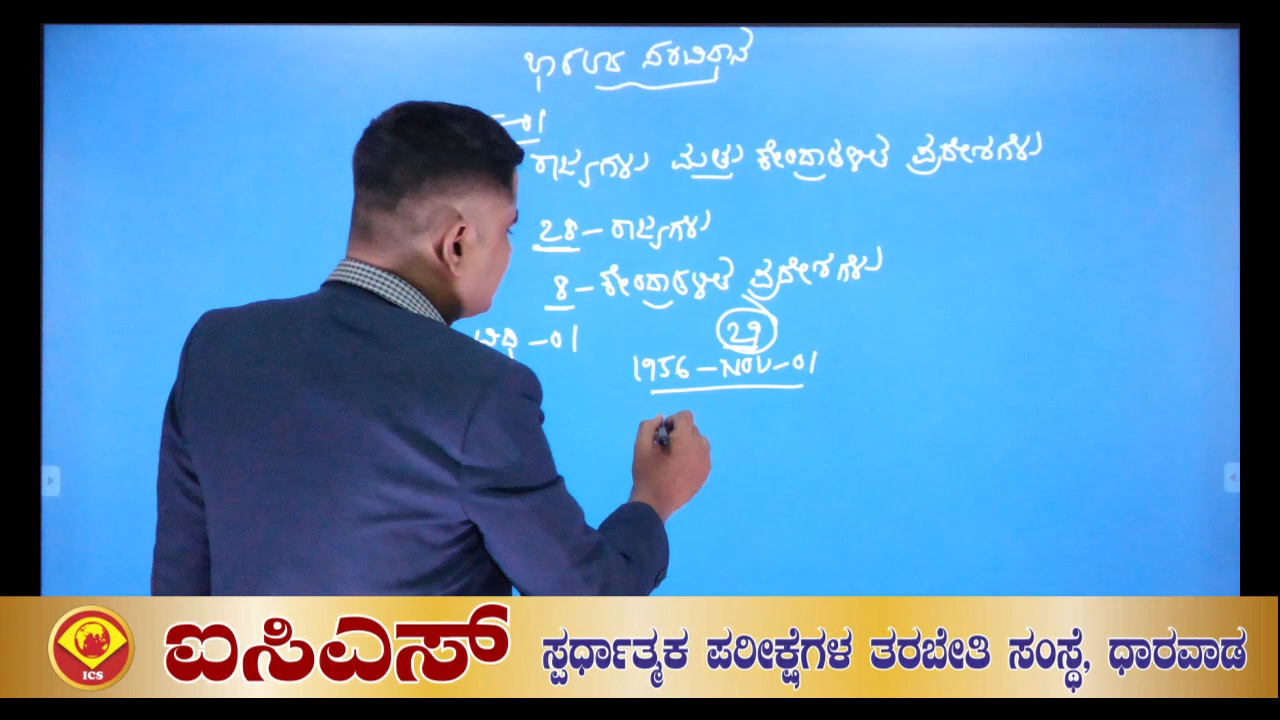 ಭಾರತದ ಸಂವಿಧಾನ
-01
ರಾಜ್ಯಗಳು ಮತ್ತು ಕೇಂದ್ರಾಡಳಿತ ಪ್ರದೇಶಗಳು
28 – ರಾಜ್ಯಗಳು
8 – ಕೇಂದ್ರಾಡಳಿತ ಪ್ರದೇಶಗಳು
ವಿಧಿ – 01
29
1956 – NOV – 01
ICS
ಐಸಿಎಸ್ ಸ್ಪರ್ಧಾತ್ಮಕ ಪರೀಕ್ಷೆಗಳ ತರಬೇತಿ ಸಂಸ್ಥೆ, ಧಾರವಾಡ